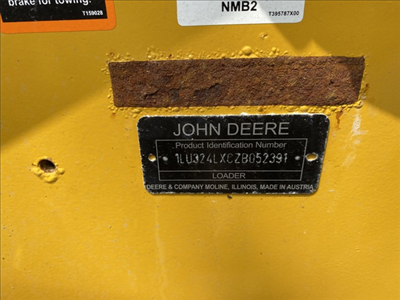 brake for towing.
T159028
NMB2
T395787X00
JOHN DEERE
Product Identification Number
1LU324LXCZB052391
LOADER
DEERE & COMPANY MOLINE, ILLINOIS, MADE IN AUSTRIA